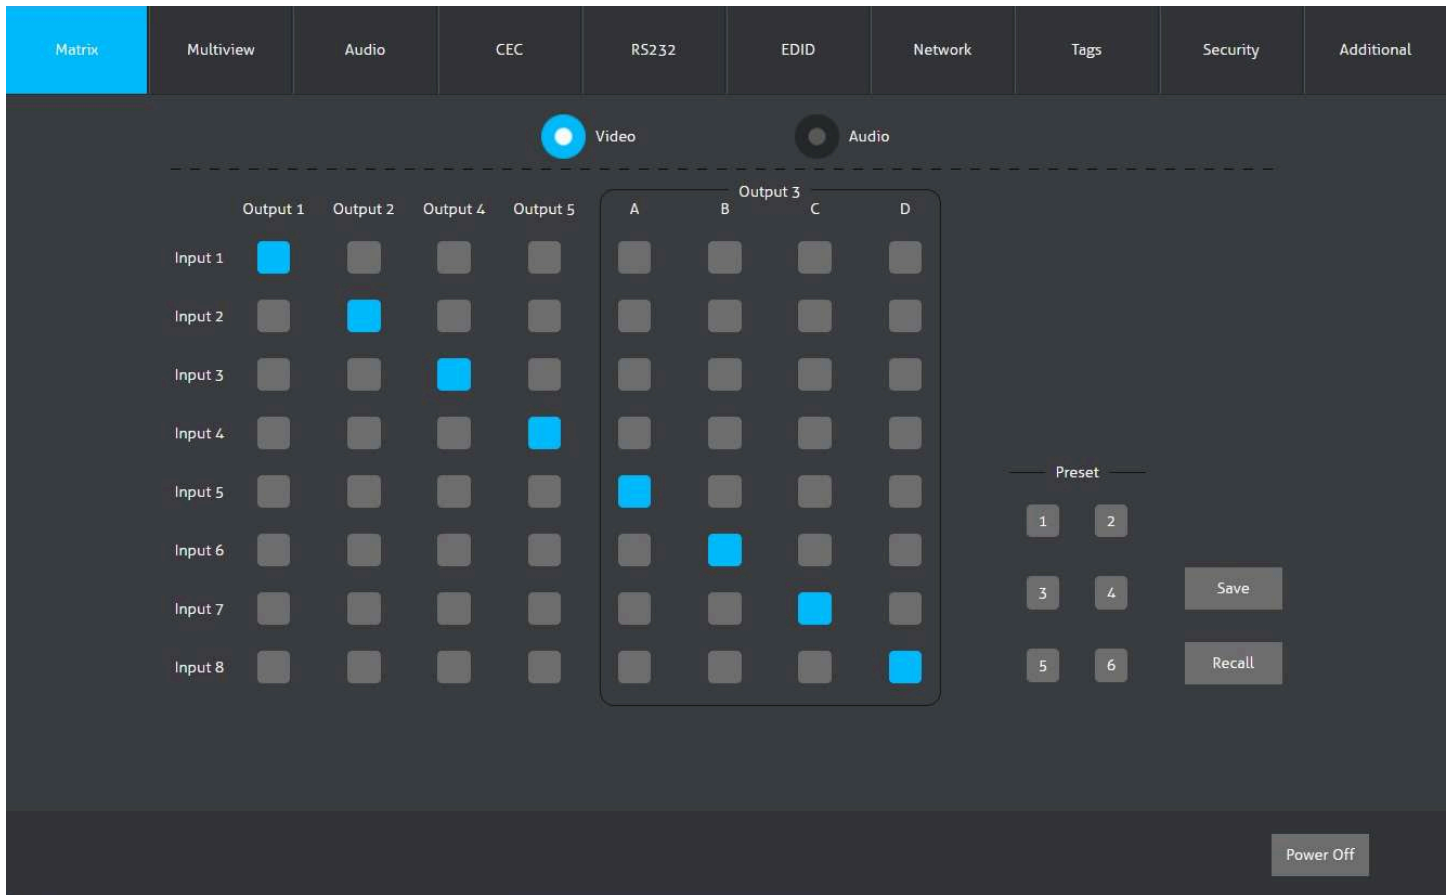 Matrix Multiview Audio CEC RS232 EDID Network Tags Security Additional
Video Audio
Output 3
Output 1 Output 2 Output 4 Output 5 A B C D
Input 1
Input 2
Input 3
Input 4
Preset
Input 5
1 2
Input 6
Save
3 4
Input 7
Recall
Input 8
5 6
Power Off